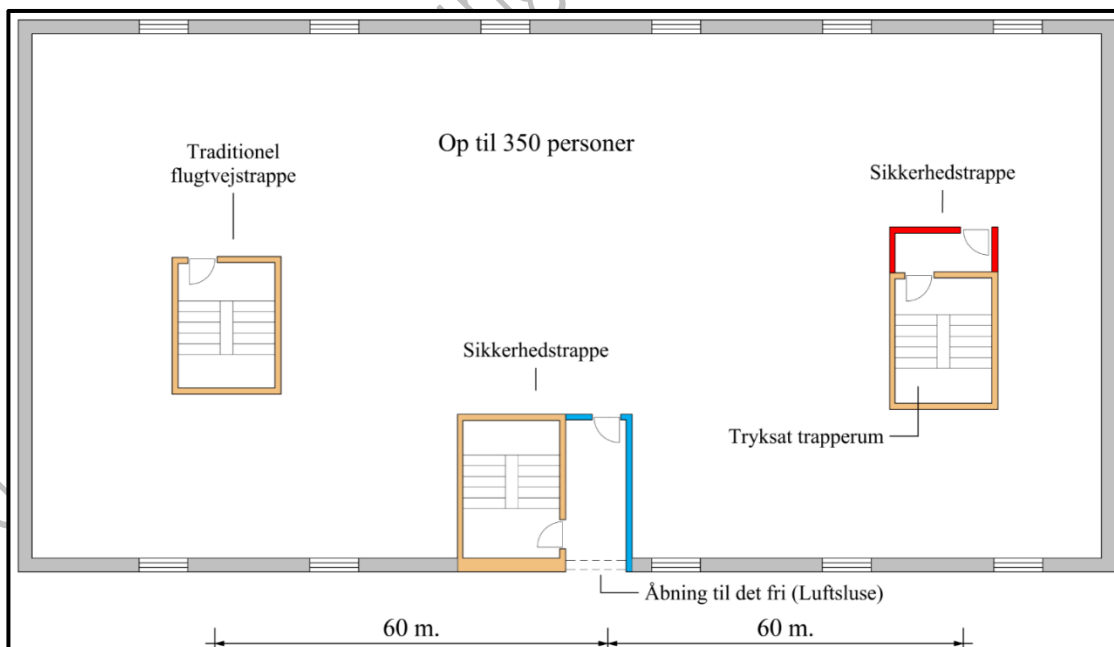 Op til 350 personer
Traditionel
flugtvejstrappe
Sikkerhedstrappe
Sikkerhedstrappe
Tryksat trapperum
Åbning til det fri (Luftsluse)
60 m.
60 m.